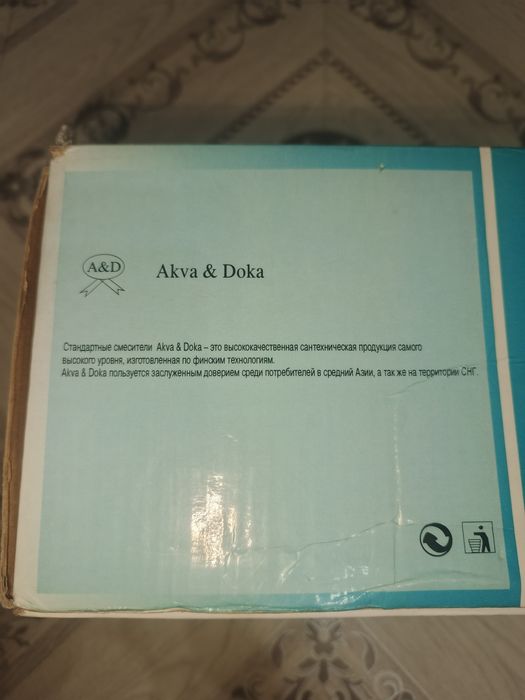 A&D
Akva & Doka
Стандартные смесители Akva & Doka – это высококачественная сантехническая продукция самого
высокого уровня, изготовленная по финским технологиям.
Akva & Doka пользуется заслуженным доверием среди потребителей в средний Азии, а так же на территории СНГ.